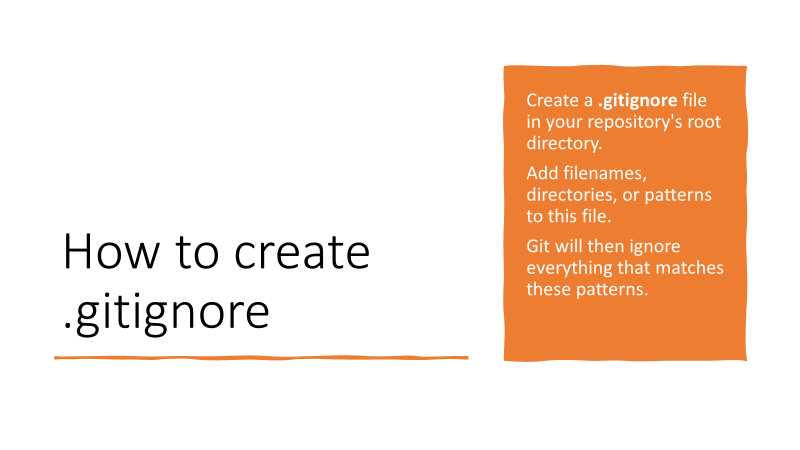 How to create
.gitignore
Create a .gitignore file
in your repository's root
directory.
Add filenames,
directories, or patterns
to this file.
Git will then ignore
everything that matches
these patterns.